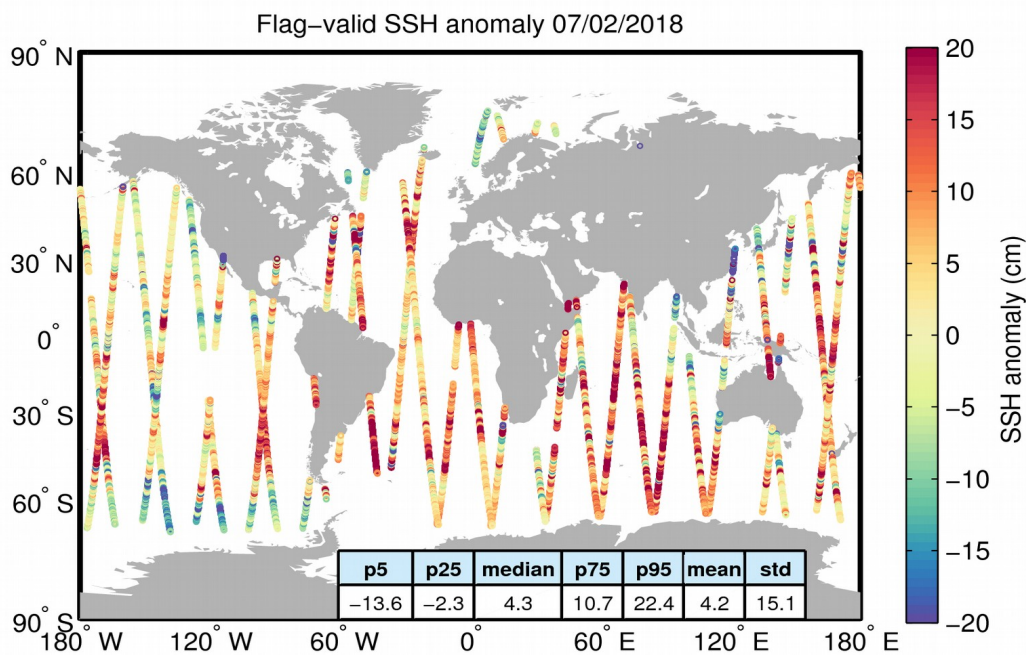 Flag−valid SSH anomaly 07/02/2018
90° N
60° N
30° N
0°
30° S
60° S
90° S
180° W
120° W
60° W
0°
60° E
120° E
180° E
p5 p25 median p75 p95 mean std
−13.6 −2.3 4.3 10.7 22.4 4.2 15.1
20
15
10
5
0
−5
−10
−15
−20
SSH anomaly (cm)